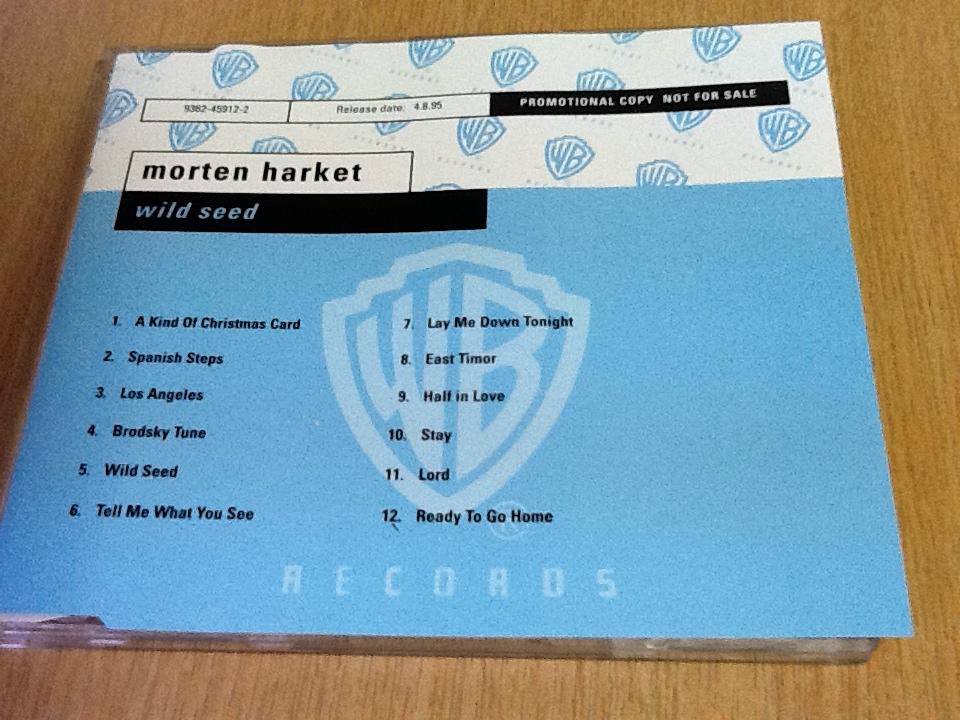 9362-45912-2
Release date: 4.8.95
PROMOTIONAL COPY NOT FOR SALE
morten harket
wild seed
1. A Kind Of Christmas Card
2. Spanish Steps
3. Los Angeles
4. Brodsky Tune
5. Wild Seed
6. Tell Me What You See
7. Lay Me Down Tonight
8. East Timor
9. Half in Love
10. Stay
11. Lord
12. Ready To Go Home
WB
RECORDS